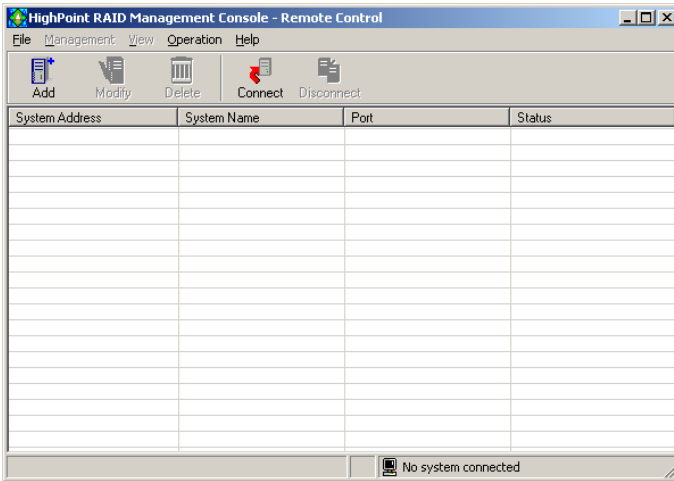 HighPoint RAID Management Console - Remote Control
File Management View Operation Help
Add Modify Delete Connect Disconnect
System Address System Name Port Status
No system connected